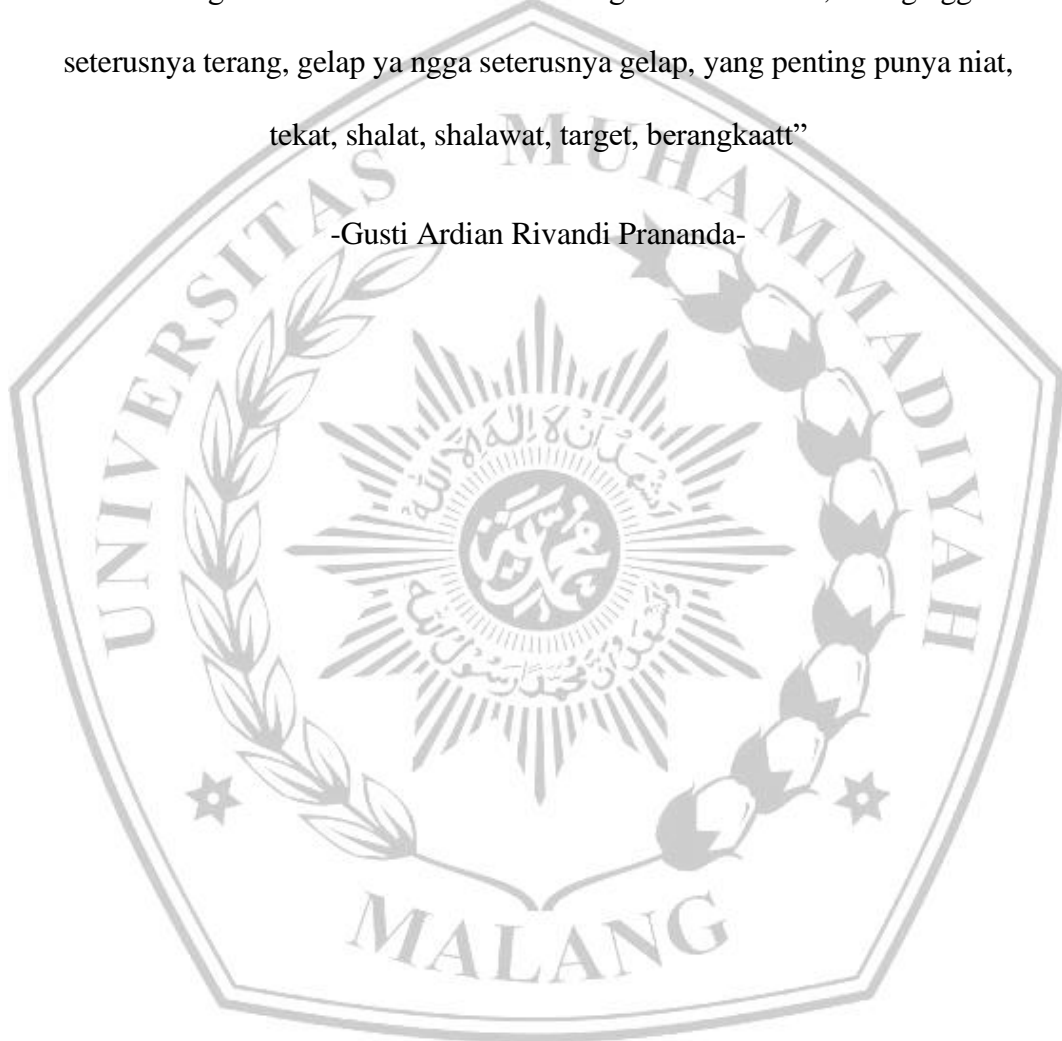 seterusnya terang, gelap ya ngga seterusnya gelap, yang penting punya niat,
tekat, shalat, shalawat, target, berangkaatt”
-Gusti Ardian Rivandi Prananda-
UNIVERSITAS MUHAMMADIYAH
MALANG